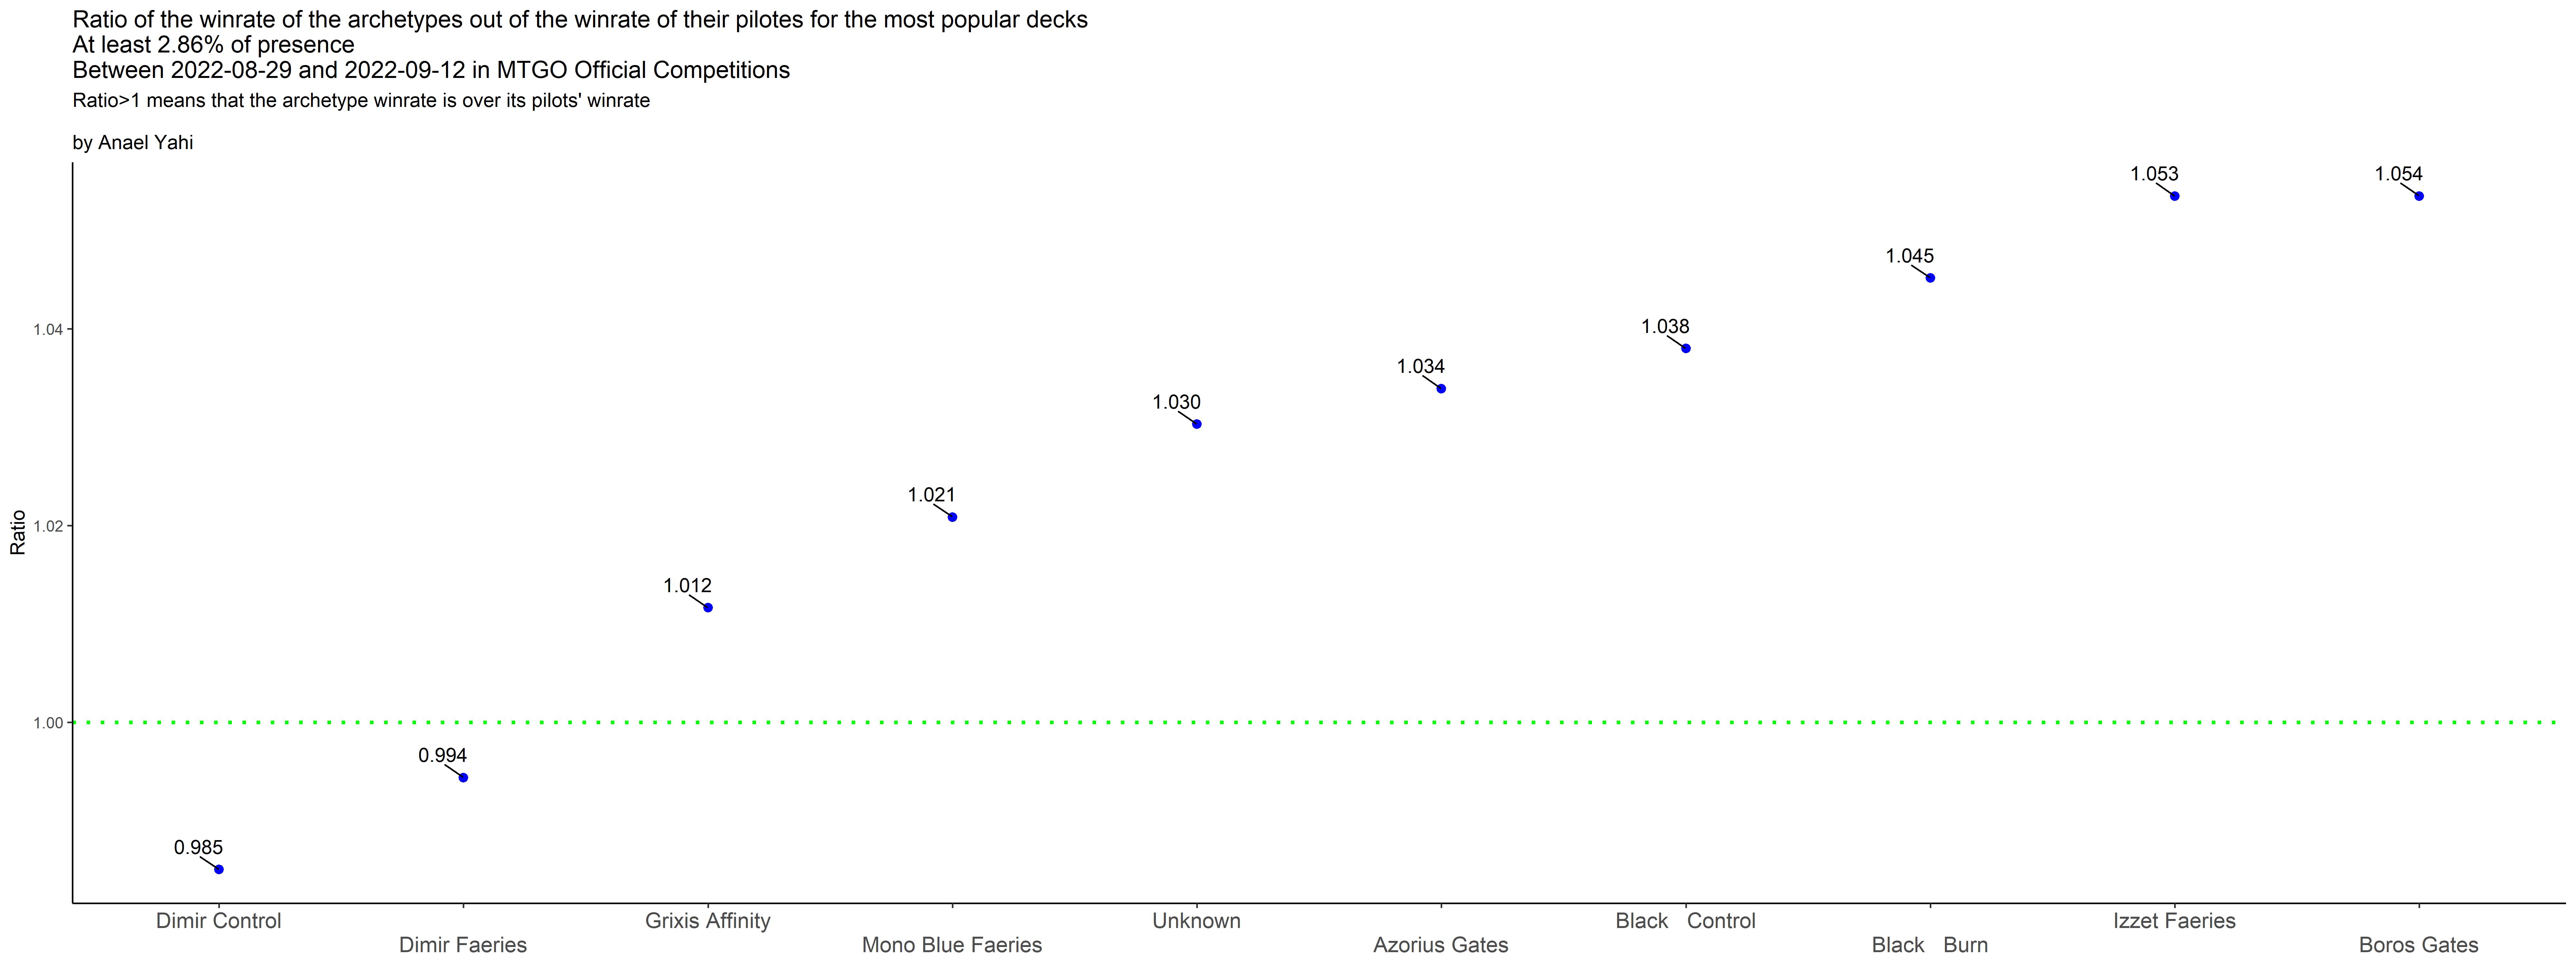 Ratio of the winrate of the archetypes out of the winrate of their pilotes for the most popular decks
At least 2.86% of presence
Between 2022-08-29 and 2022-09-12 in MTGO Official Competitions
Ratio>1 means that the archetype winrate is over its pilots' winrate
by Anael Yahi
1.053
1.054
1.045
1.04
1.038
1.034
1.030
1.021
1.02
Ratio
1.012
1.00
0.994
0.985
Dimir Control
Grixis Affinity
Unknown
Black Control
Izzet Faeries
Dimir Faeries
Mono Blue Faeries
Azorius Gates
Black Burn
Boros Gates